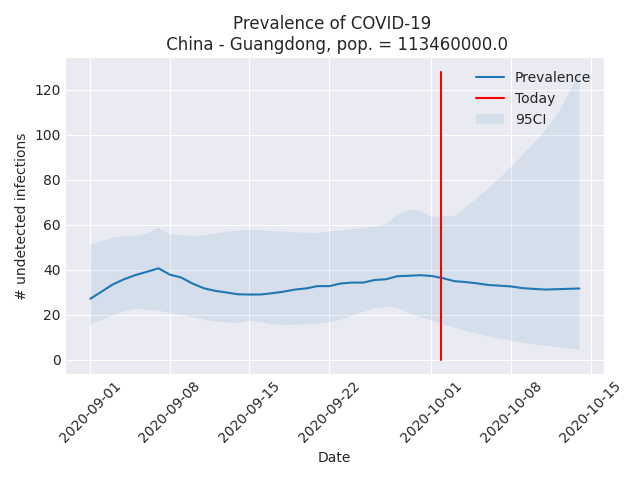 Prevalence of COVID-19
China - Guangdong, pop. = 113460000.0
Prevalence
Today
95CI
# undetected infections
120
100
80
60
40
20
0
2020-09-01
2020-09-08
2020-09-15
2020-09-22
2020-10-01
2020-10-08
2020-10-15
Date